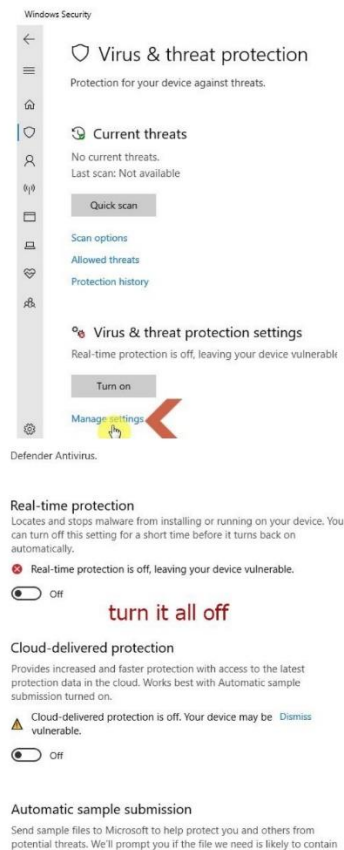 Windows Security
Virus & threat protection
Protection for your device against threats.
Current threats
No current threats.
Last scan: Not available
Quick scan
Scan options
Allowed threats
Protection history
Virus & threat protection settings
Real-time protection is off, leaving your device vulnerable
Turn on
Manage settings
Defender Antivirus.
Real-time protection
Locates and stops malware from installing or running on your device. You
can turn off this setting for a short time before it turns back on
automatically.
Real-time protection is off, leaving your device vulnerable.
Off
turn it all off
Cloud-delivered protection
Provides increased and faster protection with access to the latest
protection data in the cloud. Works best with Automatic sample
submission turned on.
Cloud-delivered protection is off. Your device may be Dismiss
vulnerable.
Off
Automatic sample submission
Send sample files to Microsoft to help protect you and others from
potential threats. We'll prompt you if the file we need is likely to contain